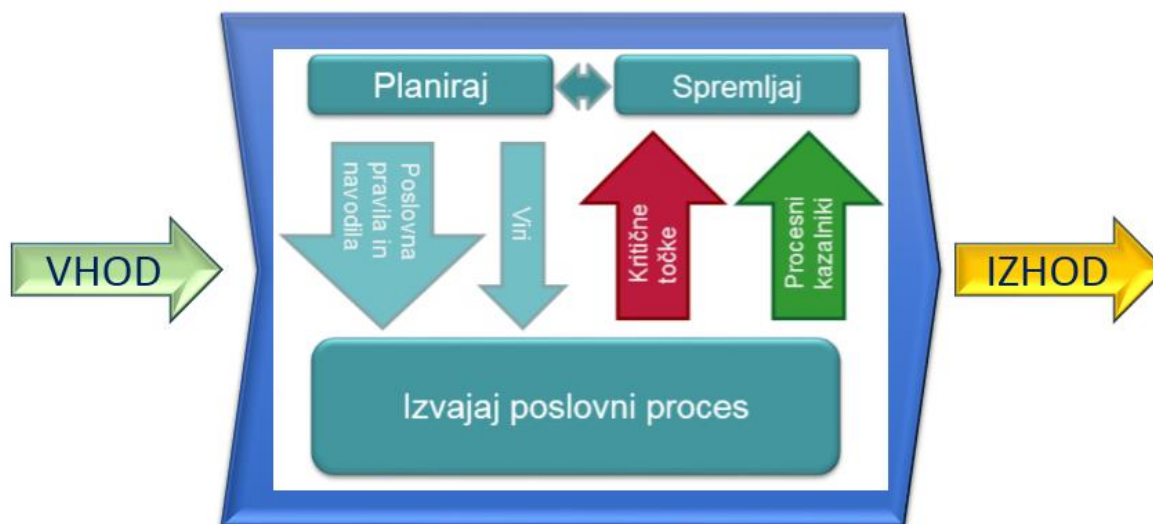 Planiraj
Spremljaj
Poslovna
pravila in
navodila
Viri
Kritične
točke
Procesni
kazalniki
VHOD
IZHOD
Izvajaj poslovni proces